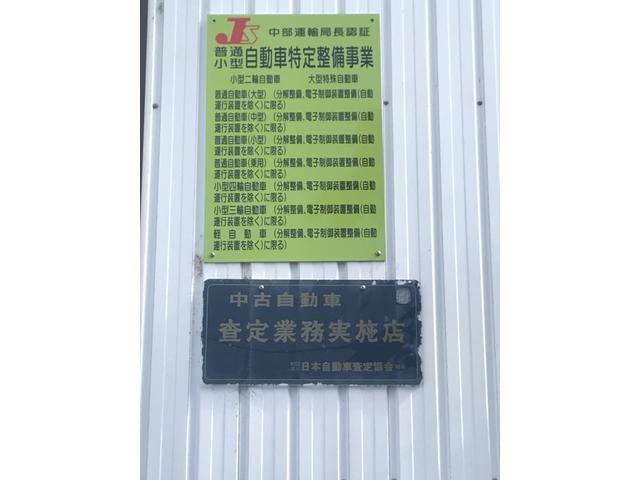 JS 中部運輸局長認証
普通 小型 自動車特定整備事業
小型二輪自動車 大型特殊自動車
普通自動車(大型) (分解整備、電子制御装置整備(自動
運行装置を除く)に限る)
普通自動車(中型) (分解整備、電子制御装置整備(自動
運行装置を除く)に限る)
普通自動車(小型) (分解整備、電子制御装置整備(自動
運行装置を除く)に限る)
普通自動車(乗用) (分解整備、電子制御装置整備(自動
運行装置を除く)に限る)
小型四輪自動車 (分解整備、電子制御装置整備(自動
運行装置を除く)に限る)
小型三輪自動車 (分解整備、電子制御装置整備(自動
運行装置を除く)に限る)
軽自動車 (分解整備、電子制御装置整備(自動
運行装置を除く)に限る)
中古自動車
査定業務実施店
日本自動車査定協会